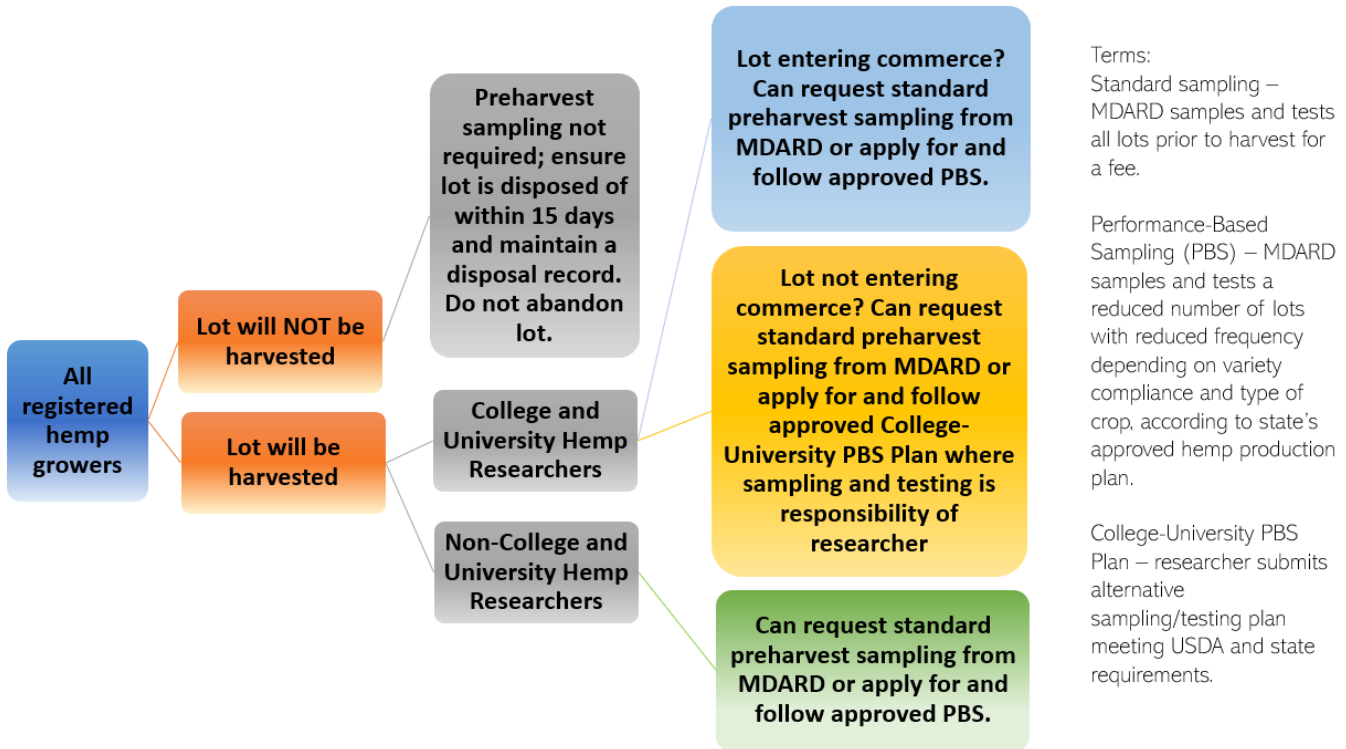 All
registered
hemp
growers
Lot will NOT be
harvested
Lot will be
harvested
Preharvest
sampling not
required; ensure
lot is disposed of
within 15 days
and maintain a
disposal record.
Do not abandon
lot.
College and
University Hemp
Researchers
Non-College and
University Hemp
Researchers
Lot entering commerce?
Can request standard
preharvest sampling from
MDARD or apply for and
follow approved PBS.
Lot not entering
commerce? Can request
standard preharvest
sampling from MDARD or
apply for and follow
approved College-
University PBS Plan where
sampling and testing is
responsibility of
researcher
Can request standard
preharvest sampling from
MDARD or apply for and
follow approved PBS.
Terms:
Standard sampling –
MDARD samples and tests
all lots prior to harvest for
a fee.
Performance-Based
Sampling (PBS) – MDARD
samples and tests a
reduced number of lots
with reduced frequency
depending on variety
compliance and type of
crop, according to state's
approved hemp production
plan.
College-University PBS
Plan – researcher submits
alternative
sampling/testing plan
meeting USDA and state
requirements.